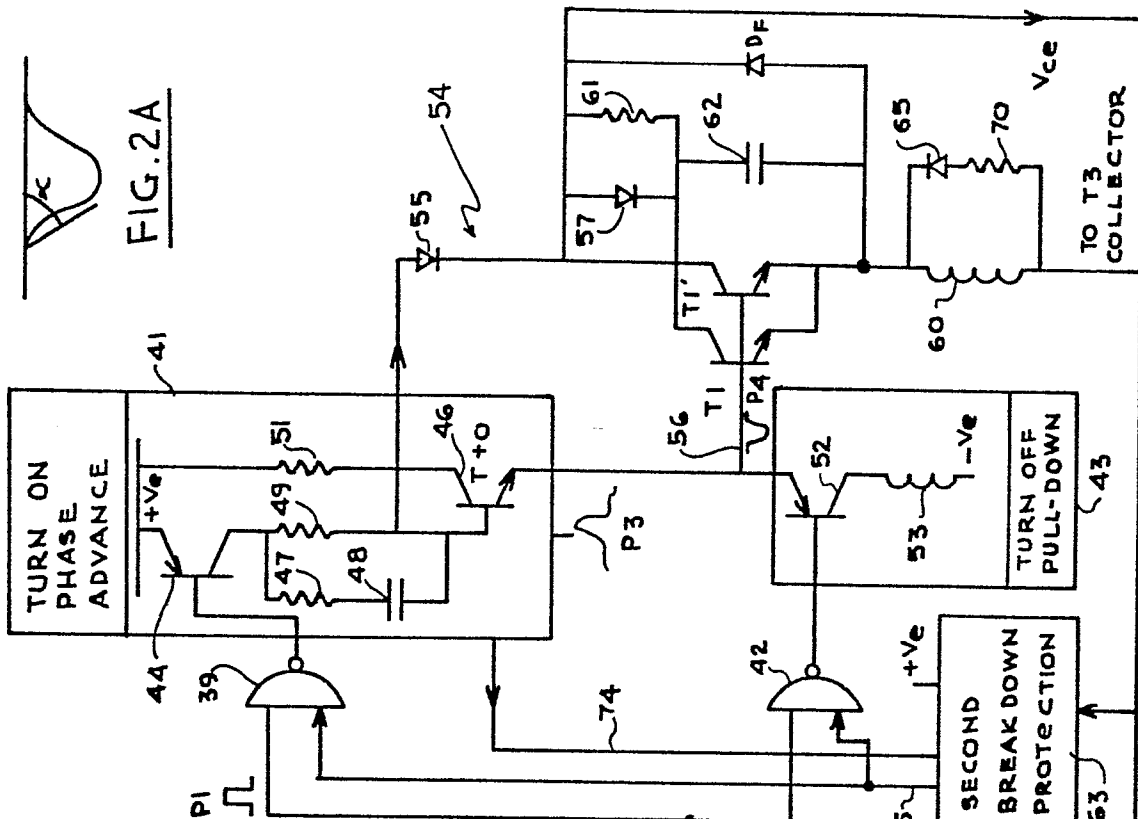 α
FIG.2A
TURN ON
PHASE
ADVANCE
41
+Ve
44
51
49
47
48
46
T+O
39
P1
P3
74
55
54
57
61
62
DF
Vce
T1'
T1
56
P4
65
70
60
TO T3
COLLECTOR
52
53
-Ve
TURN OFF
PULL-DOWN
43
42
+Ve
SECOND
BREAKDOWN
PROTECTION
63
5